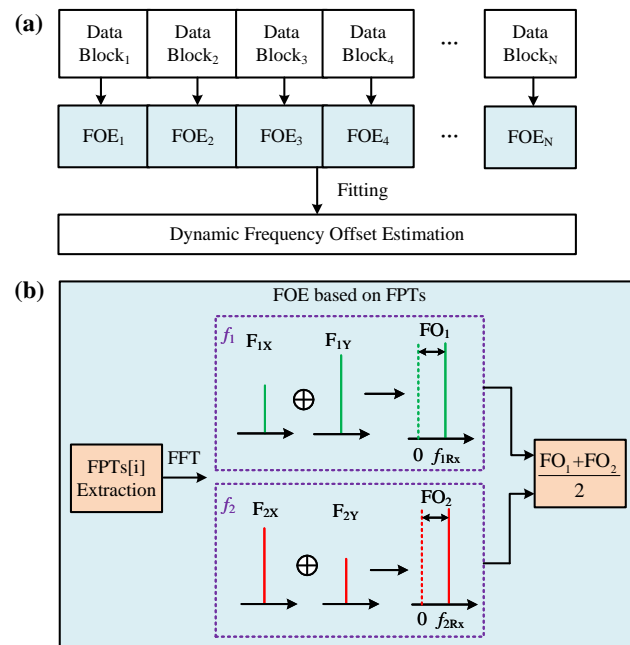 (a)
Data Block₁
Data Block₂
Data Block₃
Data Block₄
...
Data Block_N
FOE₁
FOE₂
FOE₃
FOE₄
...
FOE_N
Fitting
Dynamic Frequency Offset Estimation
(b)
FOE based on FPTs
f₁
F₁X
F₁Y
FO₁
0
f₁Rx
FPTs[i]
Extraction
FFT
FO₁+FO₂
2
f₂
F₂X
F₂Y
FO₂
0
f₂Rx